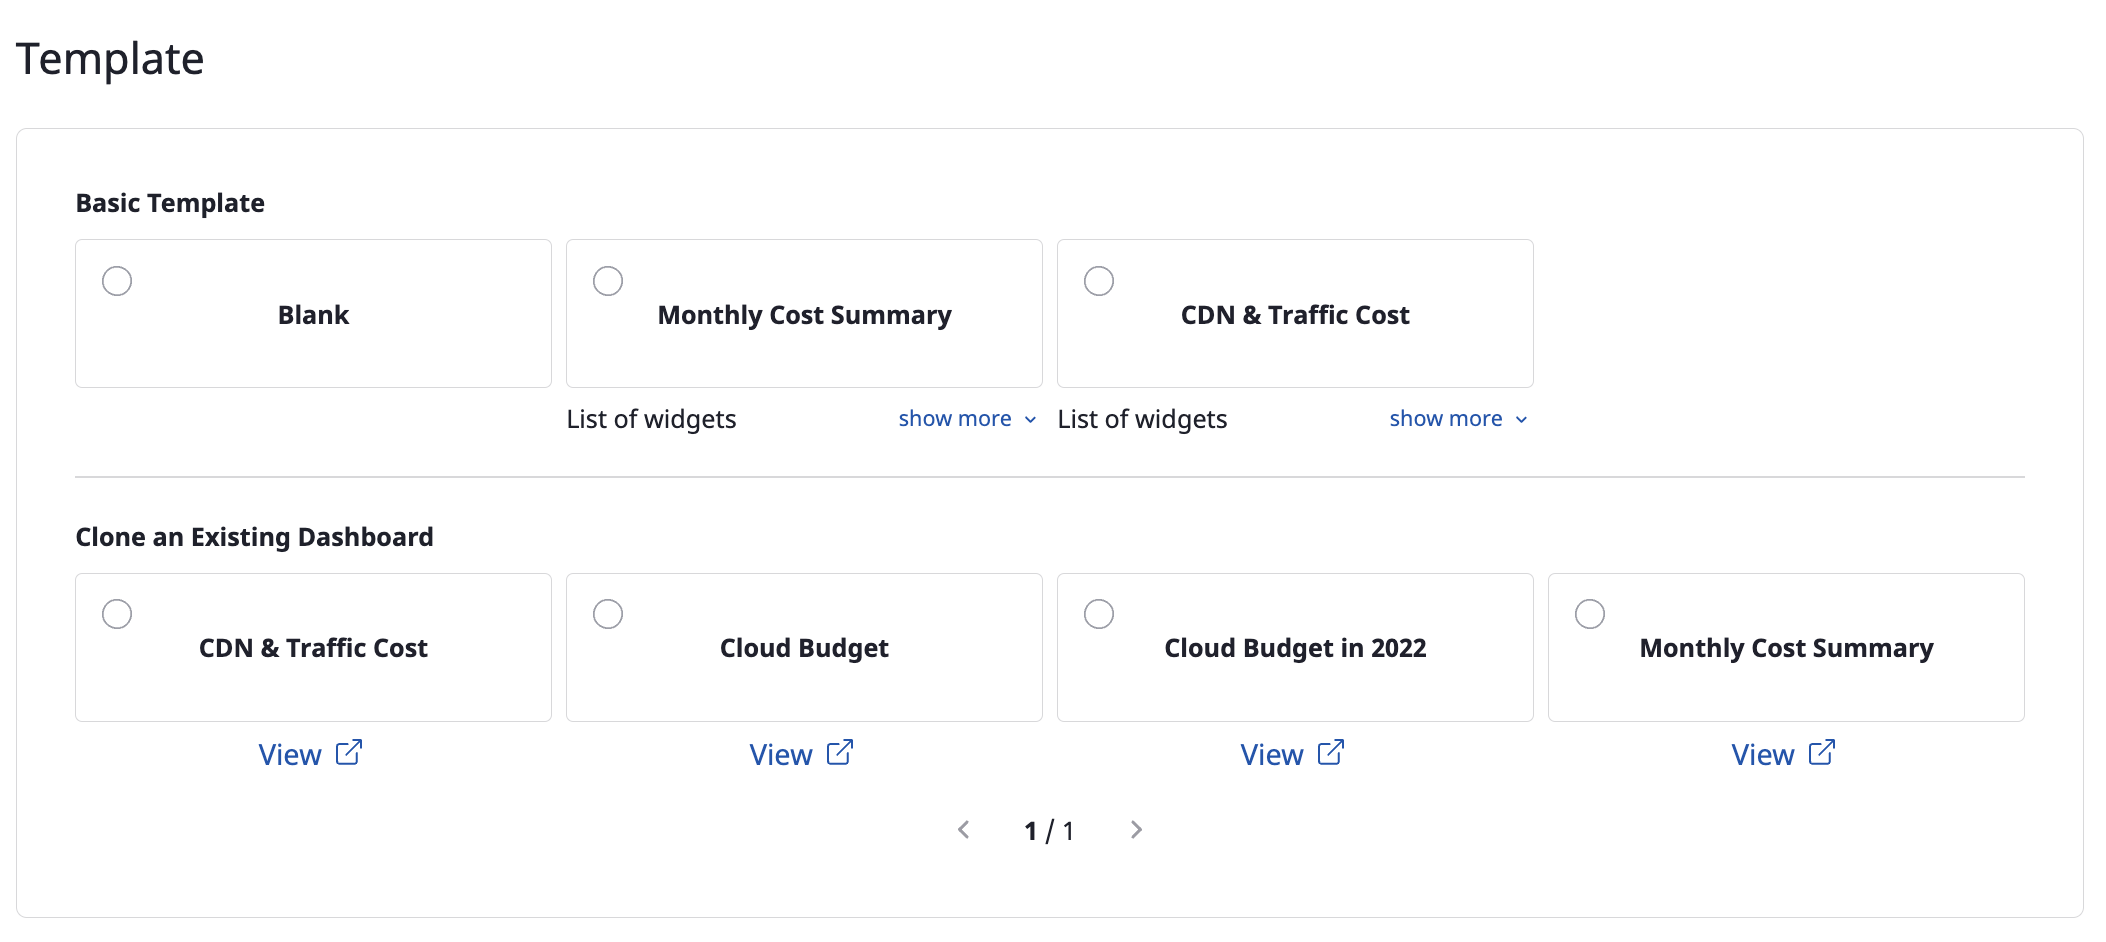 Template
Basic Template
Blank
Monthly Cost Summary
CDN & Traffic Cost
List of widgets show more
List of widgets show more
Clone an Existing Dashboard
CDN & Traffic Cost
Cloud Budget
Cloud Budget in 2022
Monthly Cost Summary
View
View
View
View
1 / 1